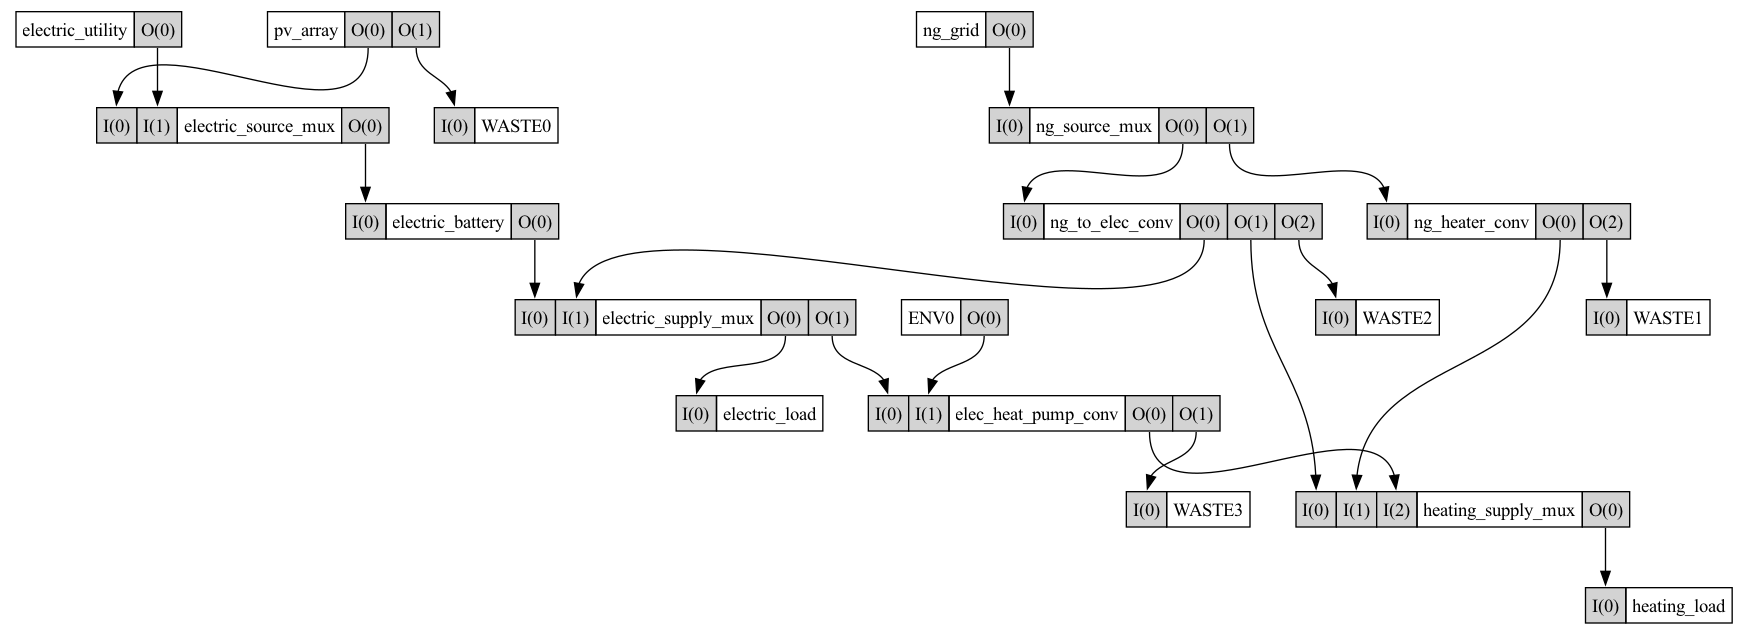 electric_utility O(0) pv_array O(0) O(1) ng_grid O(0)
I(0) I(1) electric_source_mux O(0) I(0) WASTE0 I(0) ng_source_mux O(0) O(1)
I(0) electric_battery O(0) I(0) ng_to_elec_conv O(0) O(1) O(2) I(0) ng_heater_conv O(0) O(2)
I(0) I(1) electric_supply_mux O(0) O(1) ENV0 O(0) I(0) WASTE2 I(0) WASTE1
I(0) electric_load I(0) I(1) elec_heat_pump_conv O(0) O(1)
I(0) WASTE3 I(0) I(1) I(2) heating_supply_mux O(0)
I(0) heating_load